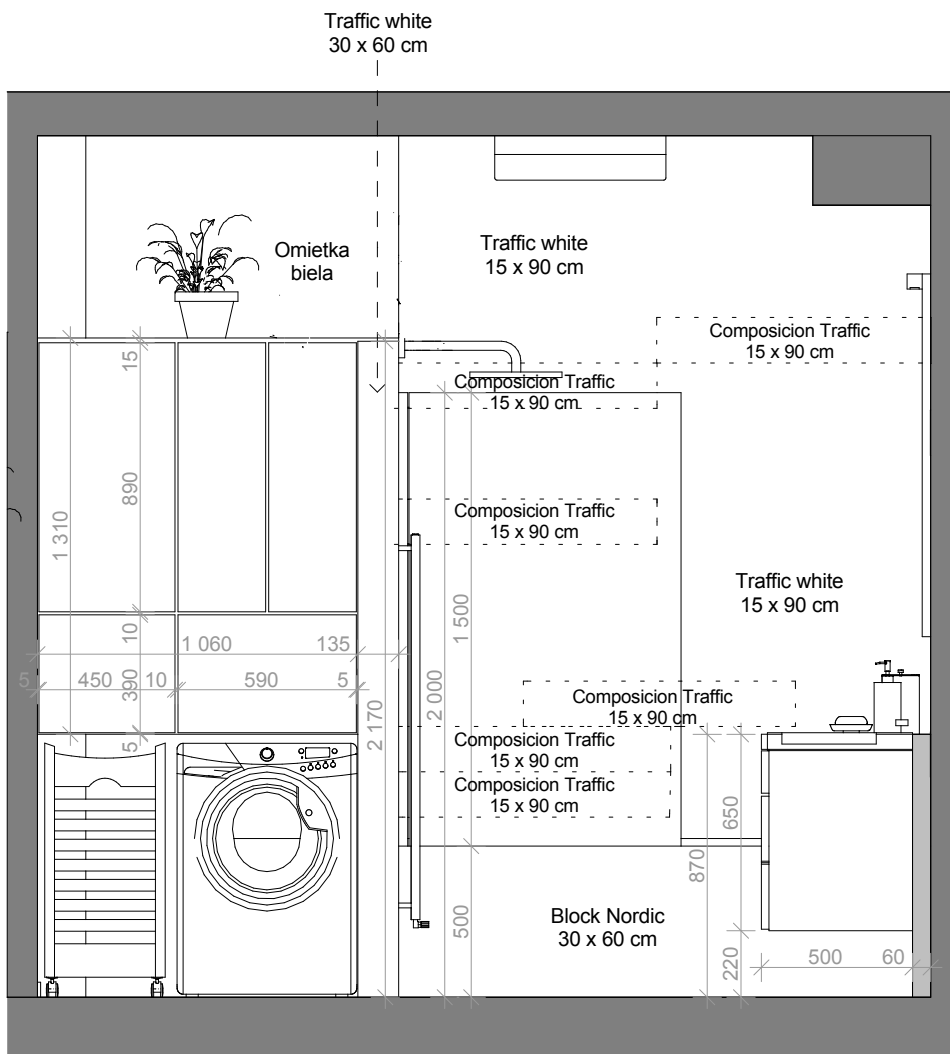 Traffic white
30 x 60 cm
Omietka
biela
Traffic white
15 x 90 cm
Composicion Traffic
15 x 90 cm
Composicion Traffic
15 x 90 cm
Composicion Traffic
15 x 90 cm
Traffic white
15 x 90 cm
Composicion Traffic
15 x 90 cm
Composicion Traffic
15 x 90 cm
Composicion Traffic
15 x 90 cm
Block Nordic
30 x 60 cm
15
890
1 310
10
1 060
135
5
450
10
390
590
5
5
2 170
2 000
1 500
500
650
870
220
500
60